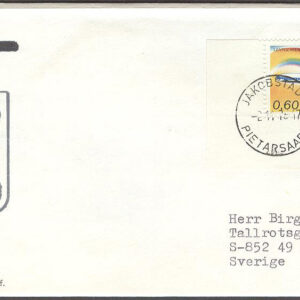 JAKOBSTAD
0,60
PIETARSAARI
Herr Birg
Tallrotsg
S-852 49
Sverige
f.